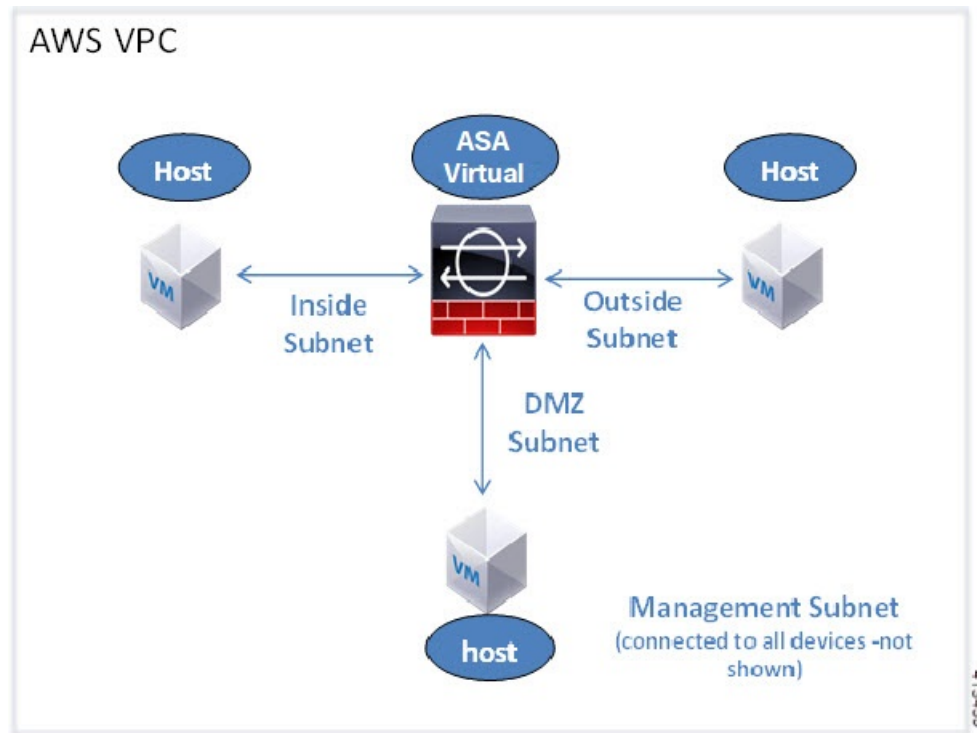 AWS VPC
Host
ASA
Virtual
Host
VM
VM
Inside
Subnet
Outside
Subnet
DMZ
Subnet
VM
host
Management Subnet
(connected to all devices -not
shown)